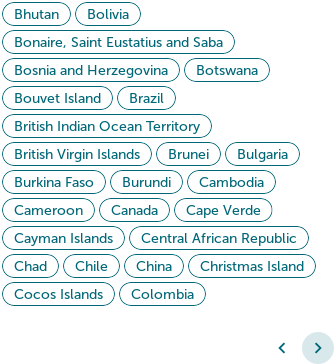 Bhutan Bolivia
Bonaire, Saint Eustatius and Saba
Bosnia and Herzegovina Botswana
Bouvet Island Brazil
British Indian Ocean Territory
British Virgin Islands Brunei Bulgaria
Burkina Faso Burundi Cambodia
Cameroon Canada Cape Verde
Cayman Islands Central African Republic
Chad Chile China Christmas Island
Cocos Islands Colombia